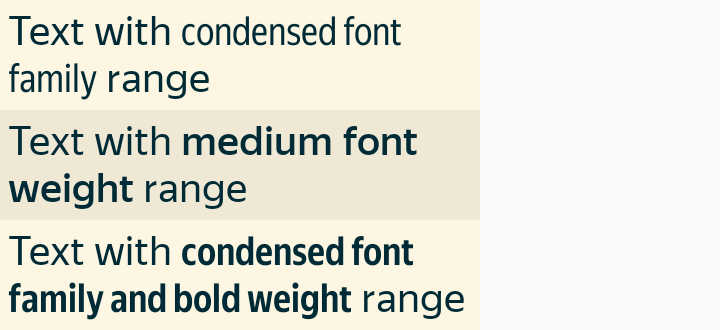 Text with condensed font
family range
Text with medium font
weight range
Text with condensed font
family and bold weight range